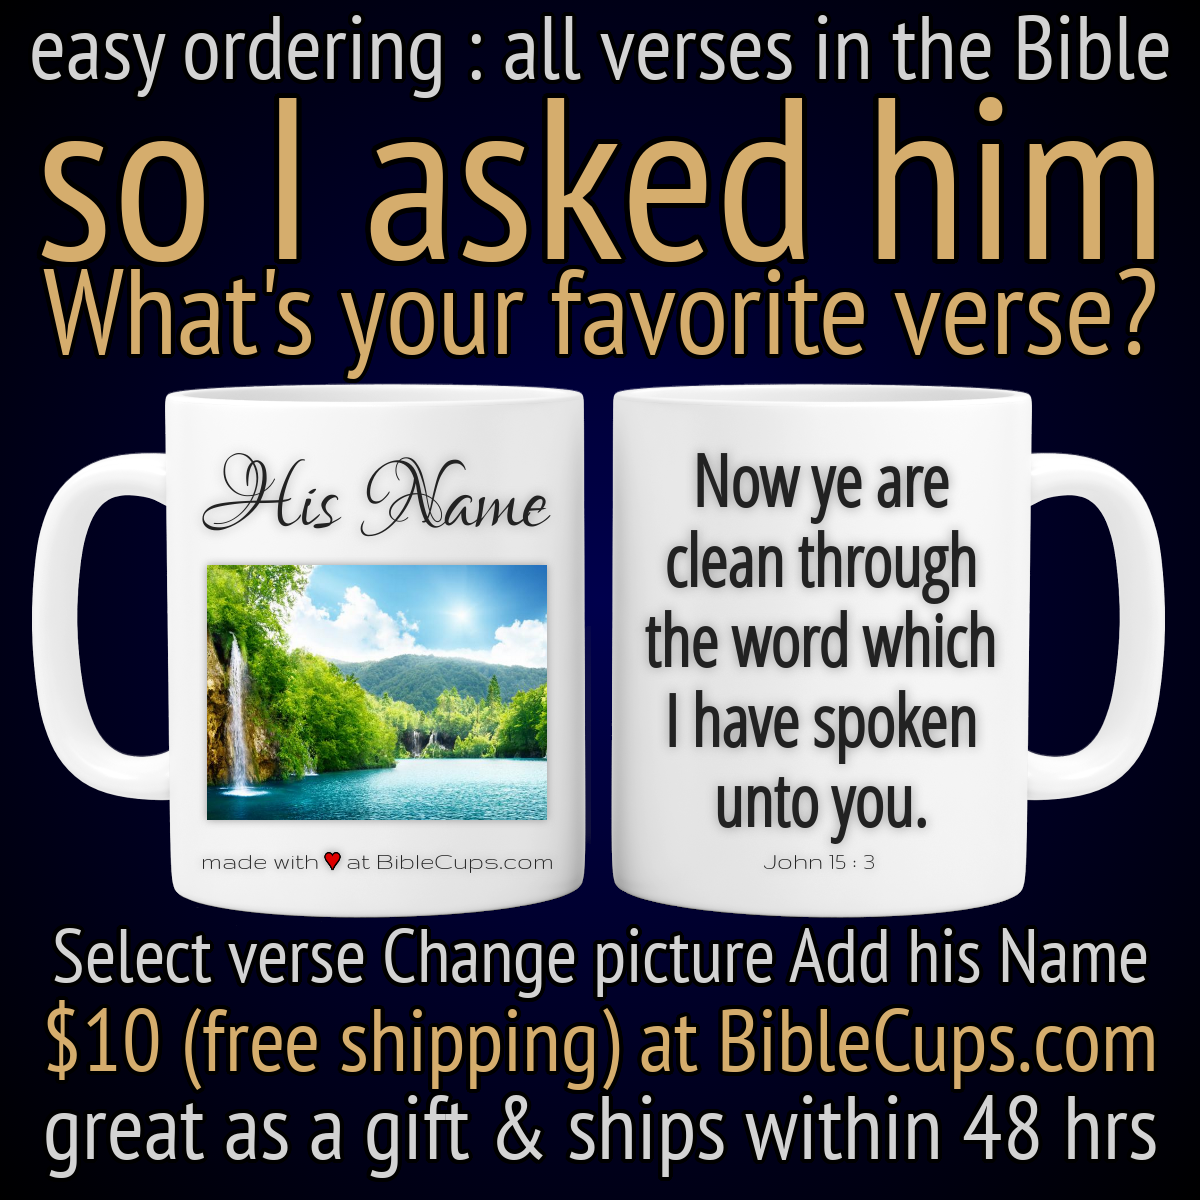 easy ordering : all verses in the Bible
so I asked him
What's your favorite verse?
His Name
made with ♥ at BibleCups.com
Now ye are
clean through
the word which
I have spoken
unto you.
John 15 : 3
Select verse Change picture Add his Name
$10 (free shipping) at BibleCups.com
great as a gift & ships within 48 hrs